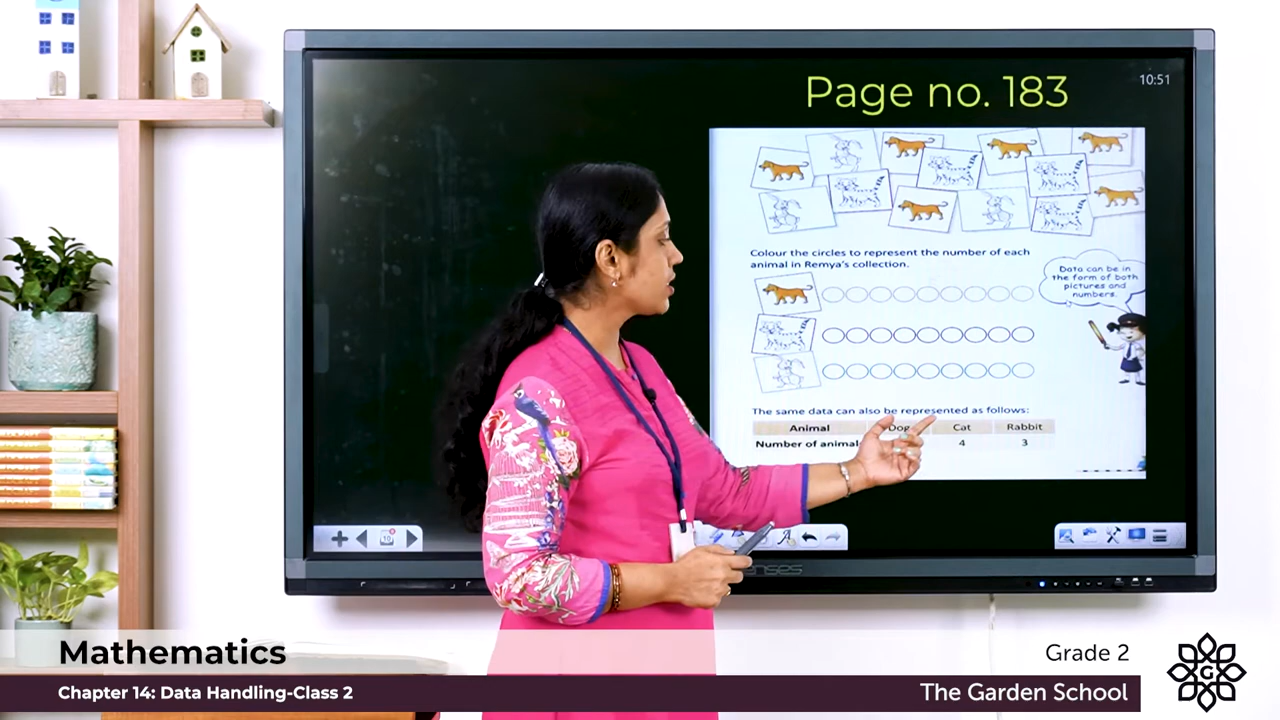 Page no. 183
10:51
Colour the circles to represent the number of each
animal in Remya's collection.
Data can be in
the form of both
pictures and
numbers.
The same data can also be represented as follows:
Animal Dog Cat Rabbit
Number of animal 4 3
10
Mathematics
Grade 2
Chapter 14: Data Handling-Class 2
The Garden School
G